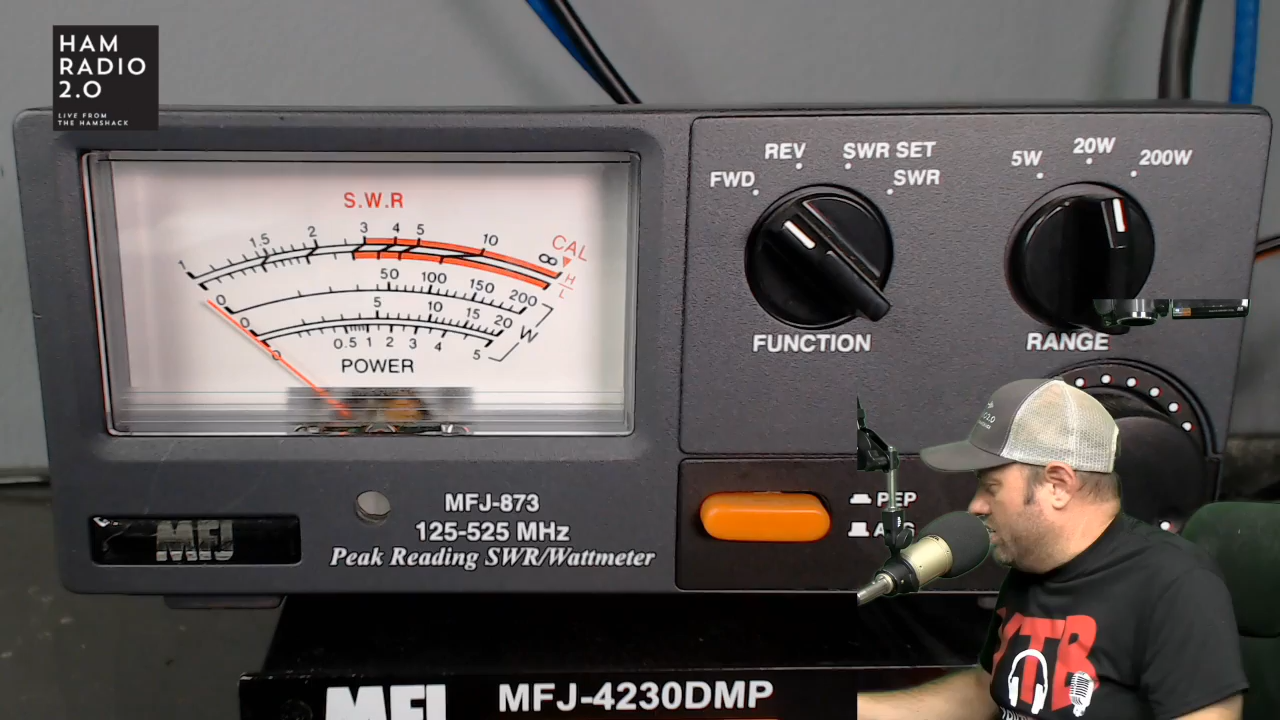 HAM
RADIO
2.0
LIVE FROM
THE HAMSHACK
S.W.R
1 1.5 2 3 4 5 10 ∞
CAL
H
L
0 50 100 150 200
0 5 10 15 20
W
0 0.5 1 2 3 4 5
POWER
FWD REV SWR SET SWR
FUNCTION
5W 20W 200W
RANGE
PEP
MFJ
MFJ-873
125-525 MHz
Peak Reading SWR/Wattmeter
MFJ
MFJ-4230DMP
YTB